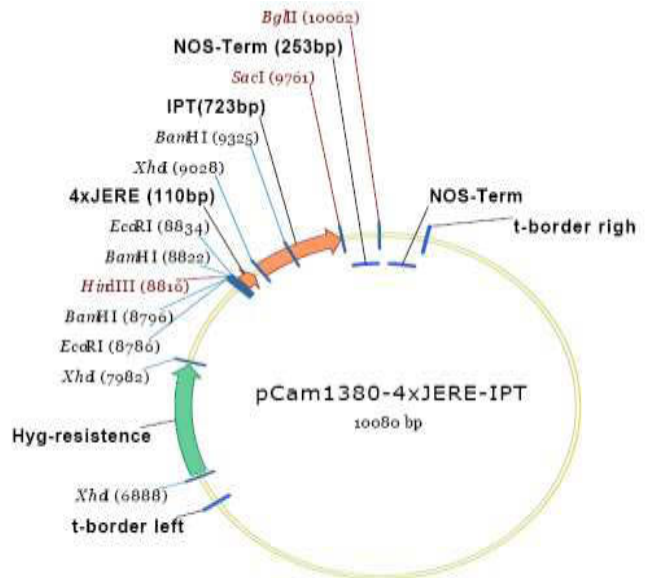 BglII (10062)
NOS-Term (253bp)
SacI (9761)
IPT(723bp)
BamHI (9325)
XhoI (9028)
4xJERE (110bp)
EcoRI (8834)
BamHI (8822)
HindIII (8816)
BamHI (8796)
EcoRI (8786)
XhoI (7982)
NOS-Term
t-border righ
pCam1380-4xJERE-IPT
10080 bp
Hyg-resistence
XhoI (6888)
t-border left